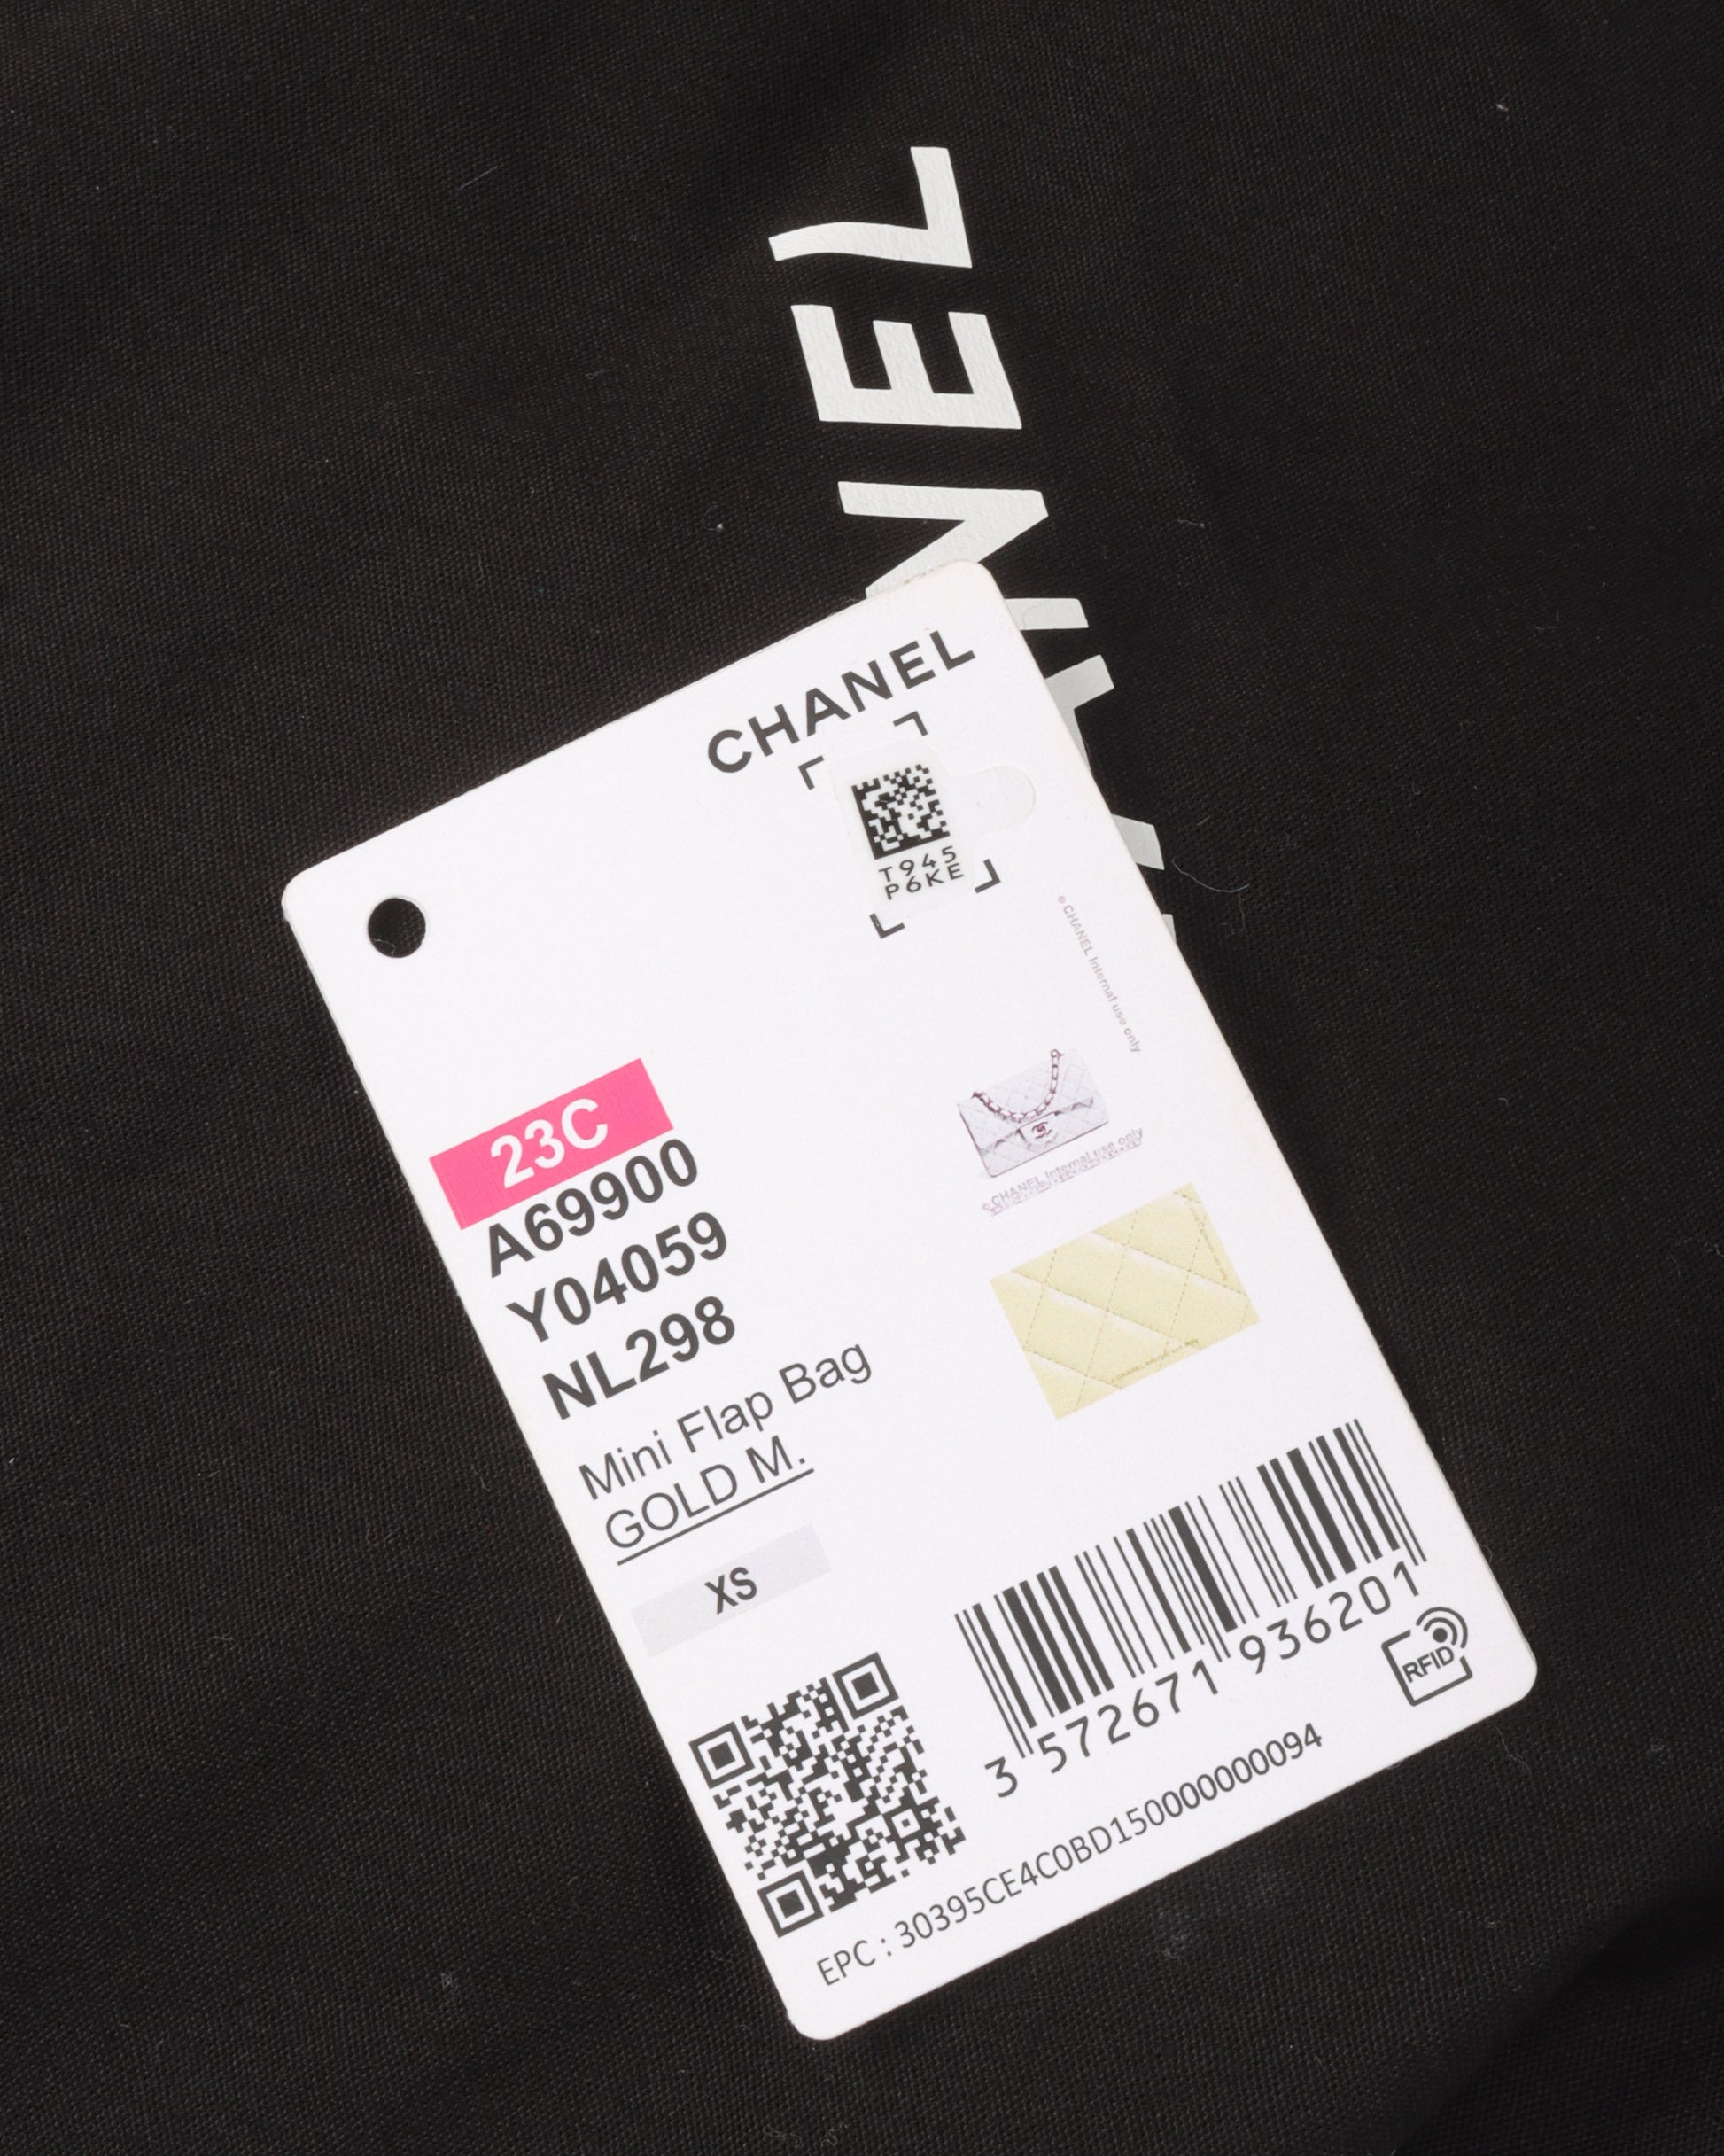 CHANEL
CHANEL
T945
P6KE
© CHANEL Internal use only
23C
A69900
Y04059
NL298
Mini Flap Bag
GOLD M.
XS
© CHANEL Internal use only
3 572671 936201
RFID
EPC : 30395CE4C0BD150000000094